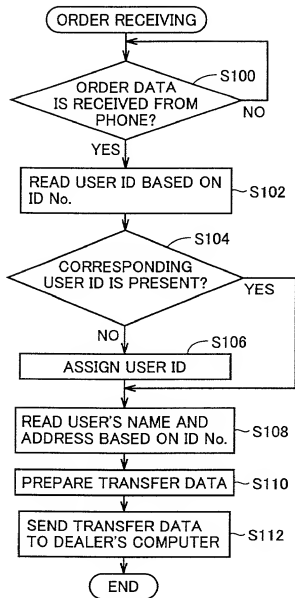 ORDER RECEIVING
S100
ORDER DATA
IS RECEIVED FROM
PHONE?
NO
YES
READ USER ID BASED ON
ID No.
S102
S104
CORRESPONDING
USER ID IS PRESENT?
YES
NO
S106
ASSIGN USER ID
READ USER'S NAME AND
ADDRESS BASED ON ID No.
S108
PREPARE TRANSFER DATA
S110
SEND TRANSFER DATA
TO DEALER'S COMPUTER
S112
END